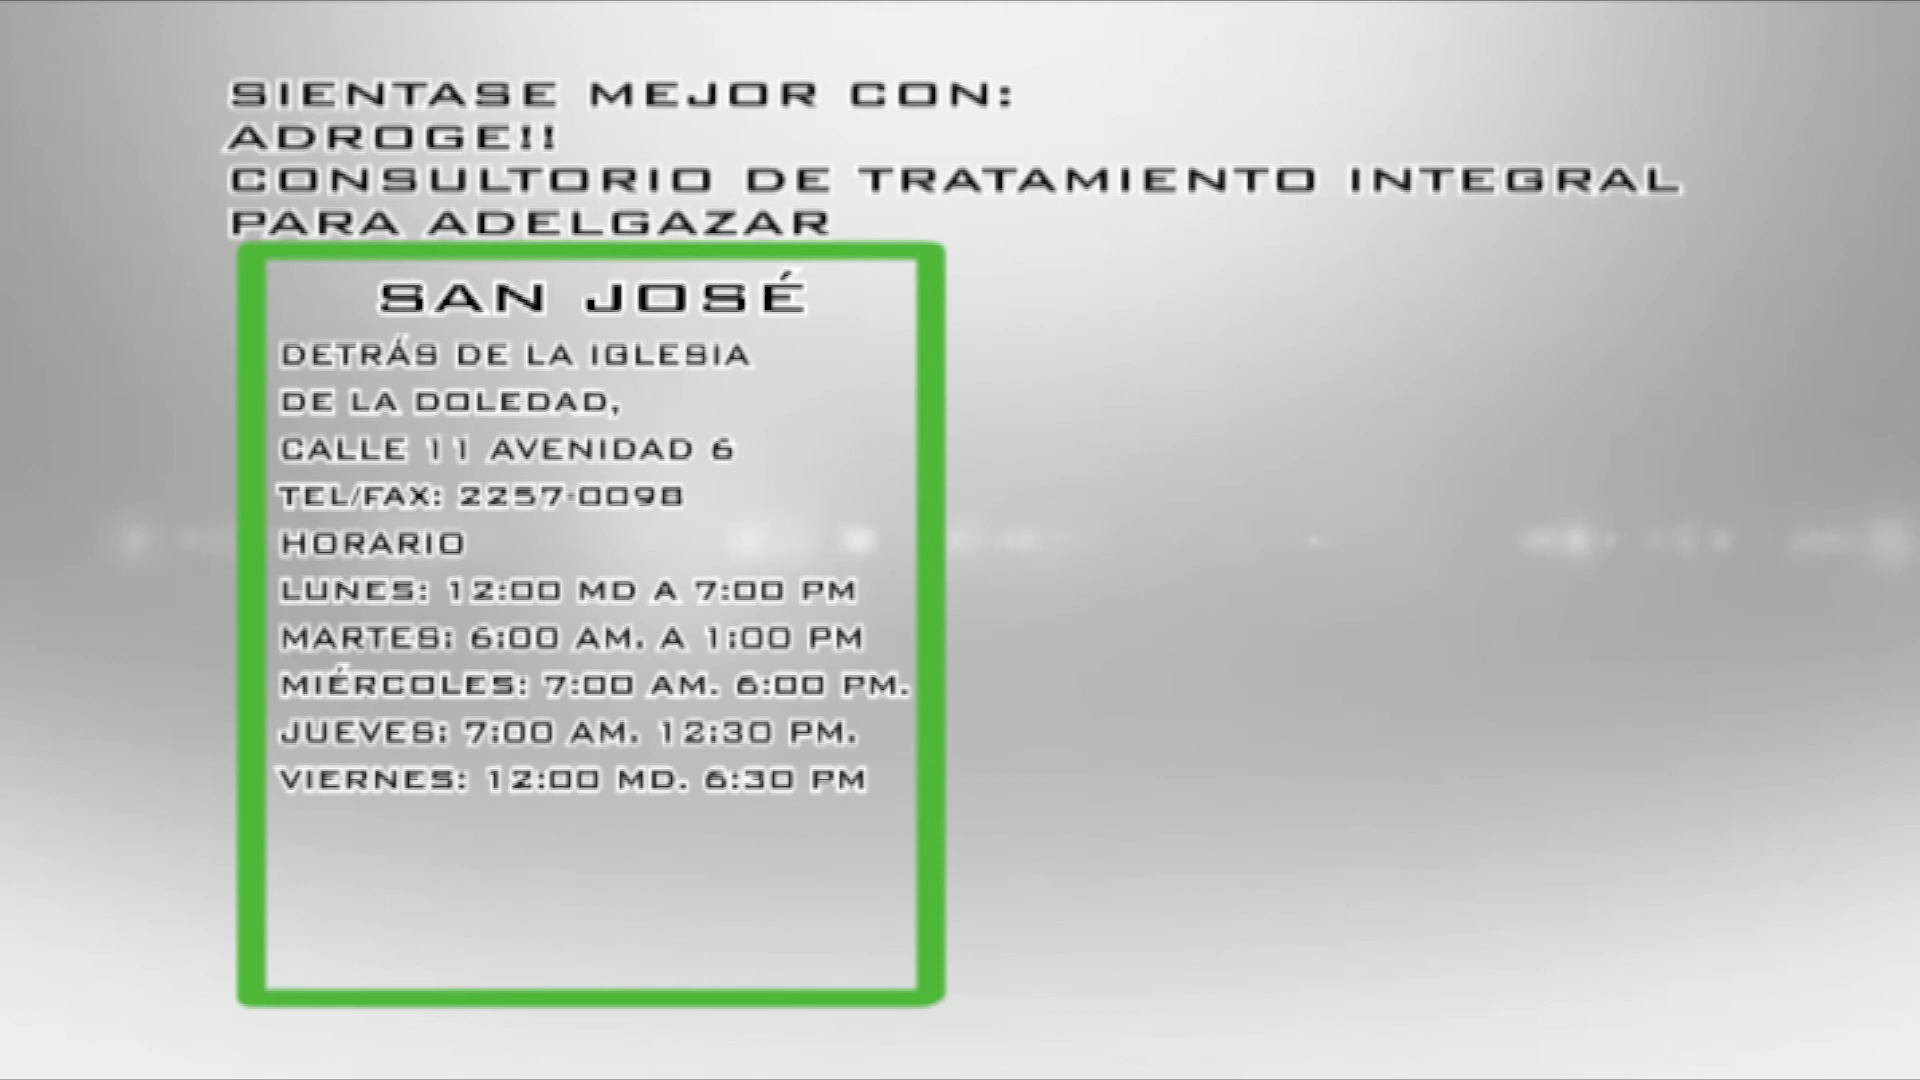 SIENTASE MEJOR CON:
ADROGE!!
CONSULTORIO DE TRATAMIENTO INTEGRAL
PARA ADELGAZAR
SAN JOSÉ
DETRÁS DE LA IGLESIA
DE LA DOLEDAD,
CALLE 11 AVENIDAD 6
TEL/FAX: 2257-0098
HORARIO
LUNES: 12:00 MD A 7:00 PM
MARTES: 6:00 AM. A 1:00 PM
MIÉRCOLES: 7:00 AM. 6:00 PM.
JUEVES: 7:00 AM. 12:30 PM.
VIERNES: 12:00 MD. 6:30 PM